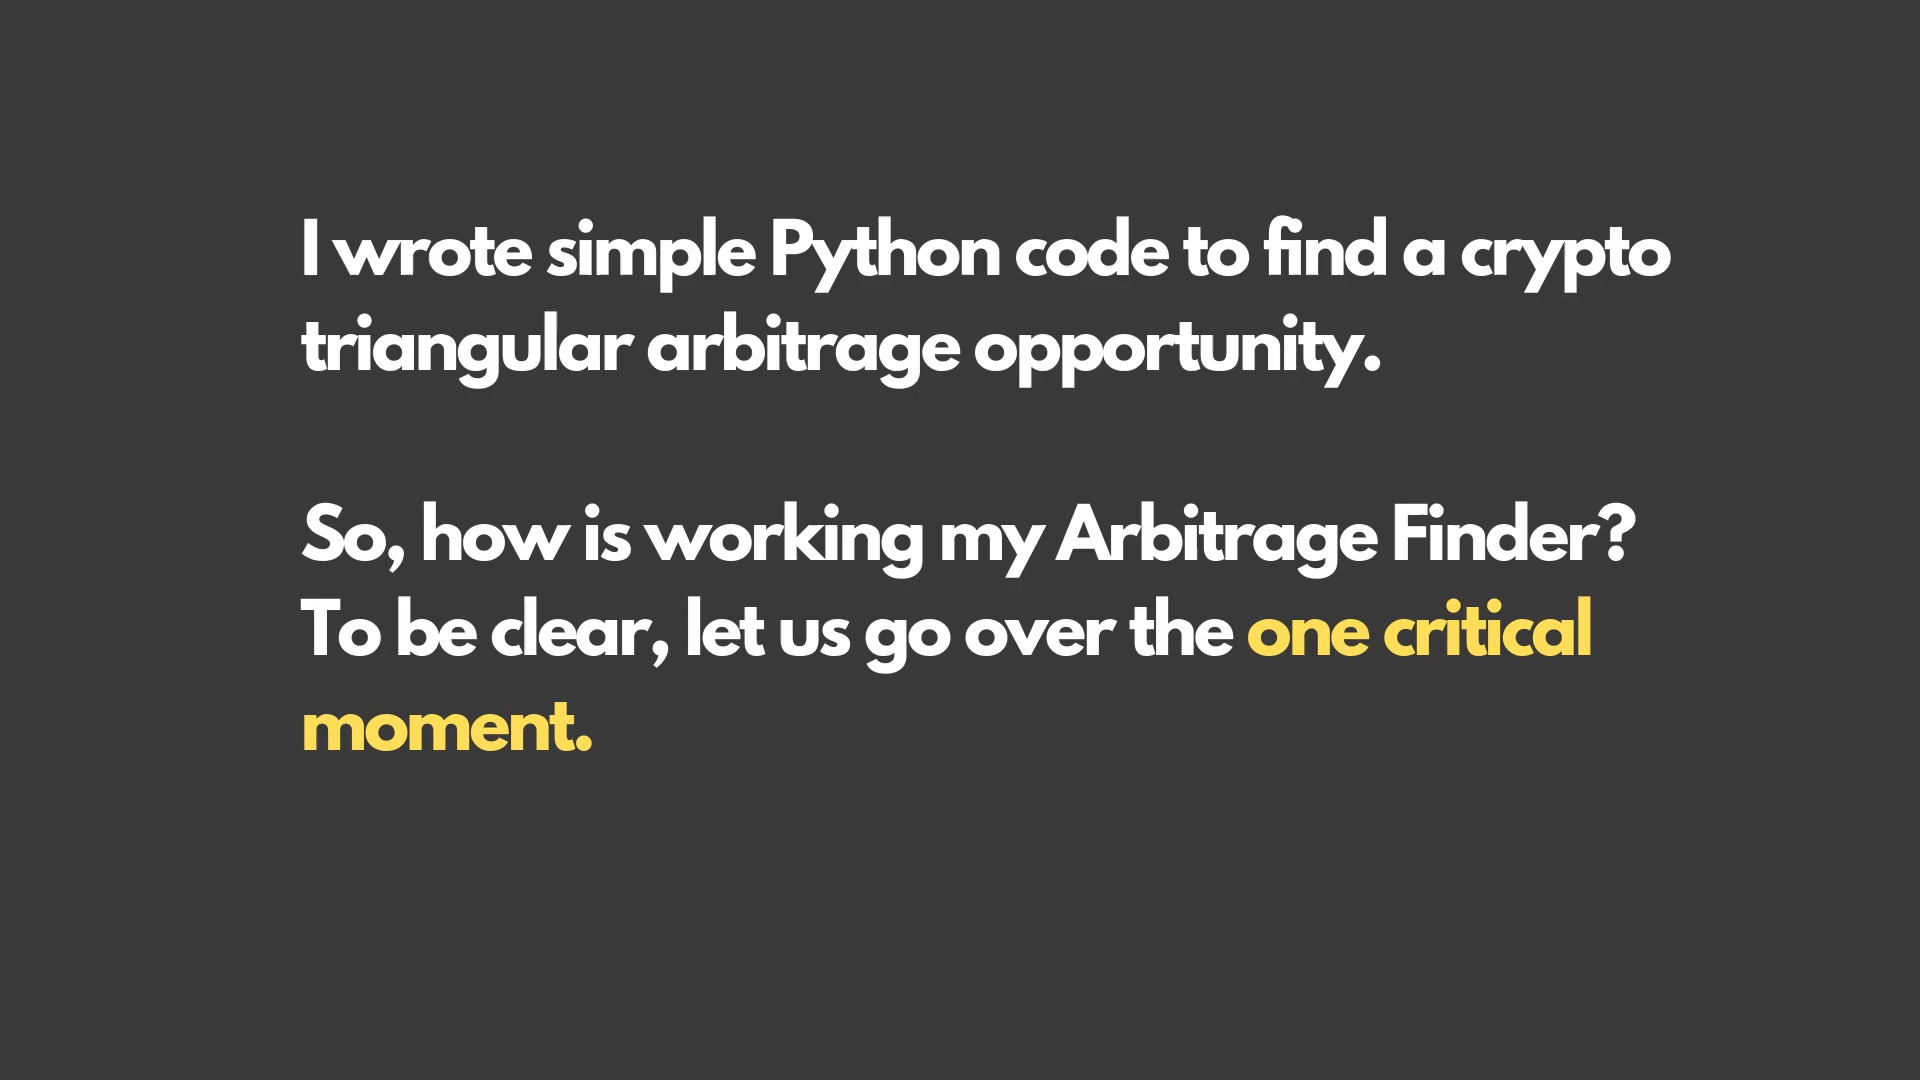 I wrote simple Python code to find a crypto
triangular arbitrage opportunity.
So, how is working my Arbitrage Finder?
To be clear, let us go over the one critical
moment.